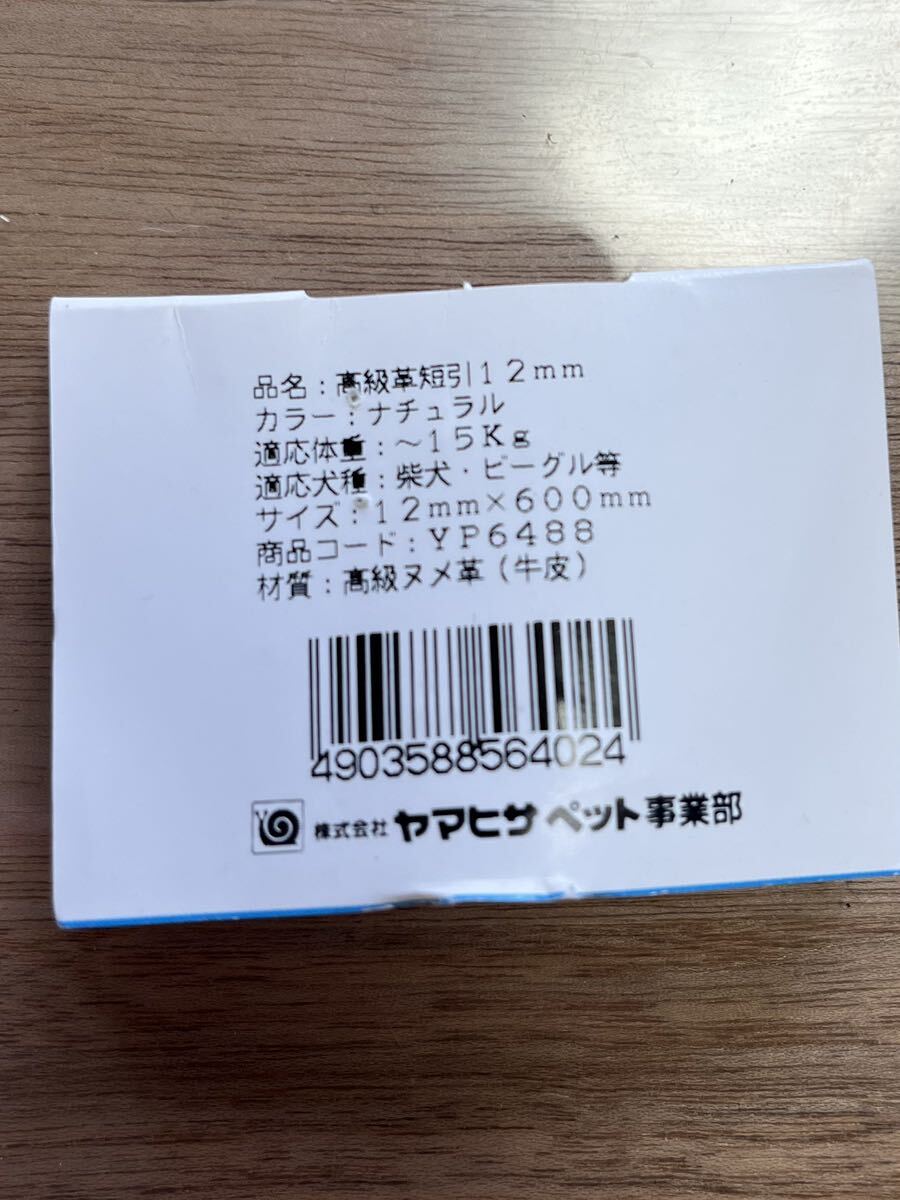 品名：高級革短引１２ｍｍ
カラー：ナチュラル
適応体重：～１５Ｋｇ
適応犬種：柴犬・ビーグル等
サイズ：１２ｍｍ×６００ｍｍ
商品コード：ＹＰ６４８８
材質：高級ヌメ革（牛皮）
4903588564024
株式会社 ヤマヒサ ペット事業部